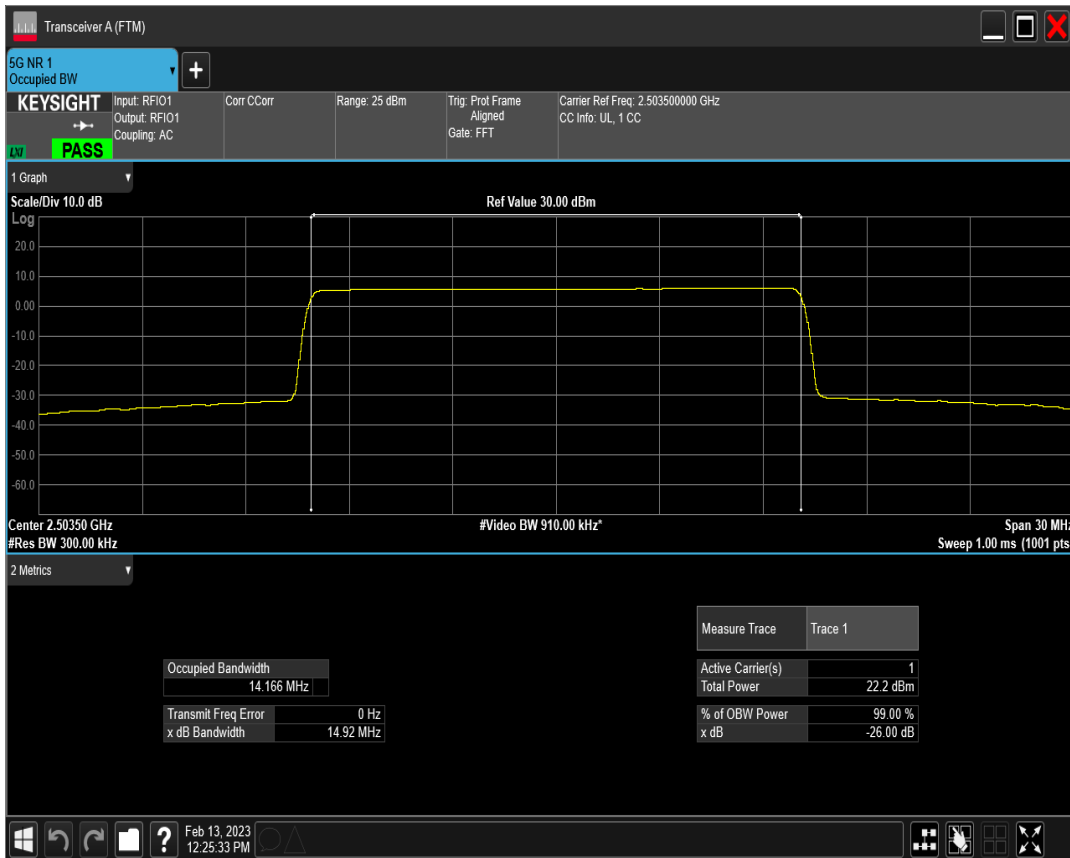 Transceiver A (FTM)
5G NR 1
Occupied BW
+
KEYSIGHT
LXI
PASS
Input: RFIO1
Output: RFIO1
Coupling: AC
Corr CCorr
Range: 25 dBm
Trig: Prot Frame
Aligned
Gate: FFT
Carrier Ref Freq: 2.503500000 GHz
CC Info: UL, 1 CC
1 Graph
Scale/Div 10.0 dB
Ref Value 30.00 dBm
Log
20.0
10.0
0.00
-10.0
-20.0
-30.0
-40.0
-50.0
-60.0
Center 2.50350 GHz
#Video BW 910.00 kHz*
Span 30 MHz
#Res BW 300.00 kHz
Sweep 1.00 ms (1001 pts
2 Metrics
Measure Trace Trace 1
Occupied Bandwidth
14.166 MHz
Active Carrier(s) 1
Total Power 22.2 dBm
Transmit Freq Error 0 Hz
x dB Bandwidth 14.92 MHz
% of OBW Power 99.00 %
x dB -26.00 dB
?
Feb 13, 2023
12:25:33 PM